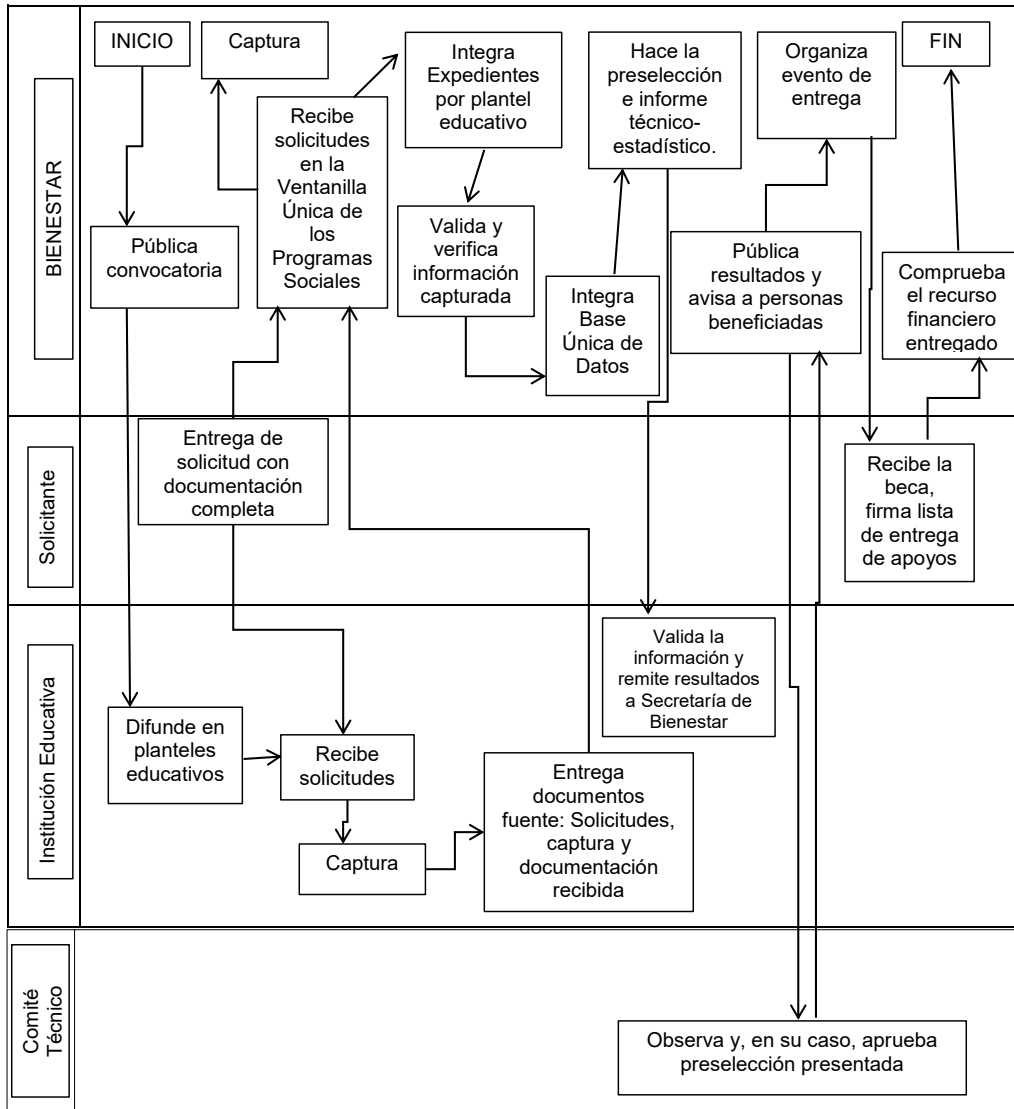 BIENESTAR
INICIO
Captura
Integra
Expedientes
por plantel
educativo
Hace la
preselección
e informe
técnico-
estadístico.
Organiza
evento de
entrega
FIN
Recibe
solicitudes
en la
Ventanilla
Única de
los
Programas
Sociales
Pública
convocatoria
Valida y
verifica
información
capturada
Integra
Base
Única de
Datos
Pública
resultados y
avisa a personas
beneficiadas
Comprueba
el recurso
financiero
entregado
Solicitante
Entrega de
solicitud con
documentación
completa
Recibe la
beca,
firma lista
de entrega
de apoyos
Institución Educativa
Valida la
información y
remite resultados
a Secretaría de
Bienestar
Difunde en
planteles
educativos
Recibe
solicitudes
Captura
Entrega
documentos
fuente: Solicitudes,
captura y
documentación
recibida
Comité
Técnico
Observa y, en su caso, aprueba
preselección presentada